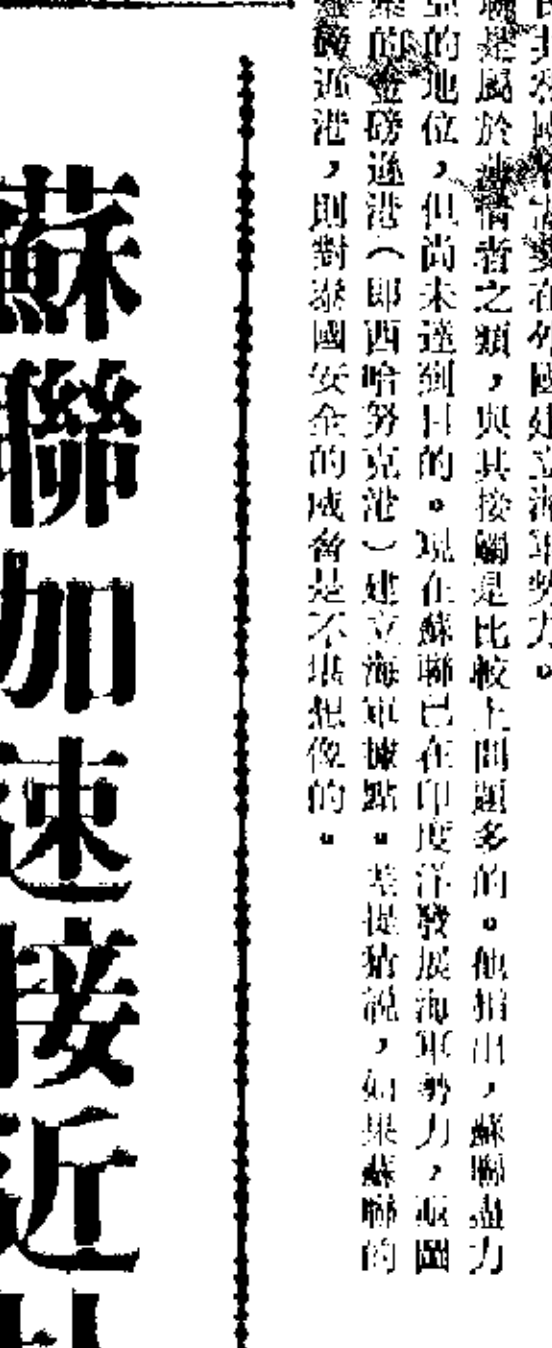 國建立海軍勢力。
聯是屬於 者之類,與其接觸是比較上問題多的。他指出,蘇聯盡力
的地位,但尚未達到目的。現在蘇聯已在印度洋發展海軍勢力,版圖
的金磅遜港(即西哈努克港)建立海軍據點。基提猜說,如果蘇聯的
遜港,則對泰國安全的威脅是不堪想像的。
蘇聯加速接近